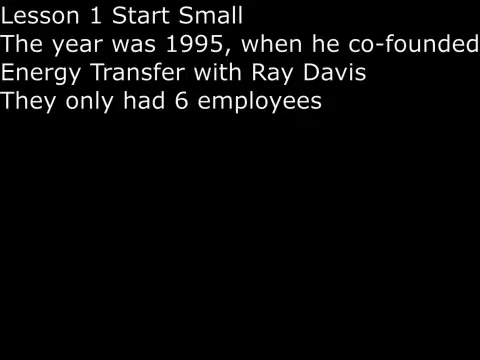 Lesson 1 Start Small
The year was 1995, when he co-founded
Energy Transfer with Ray Davis
They only had 6 employees